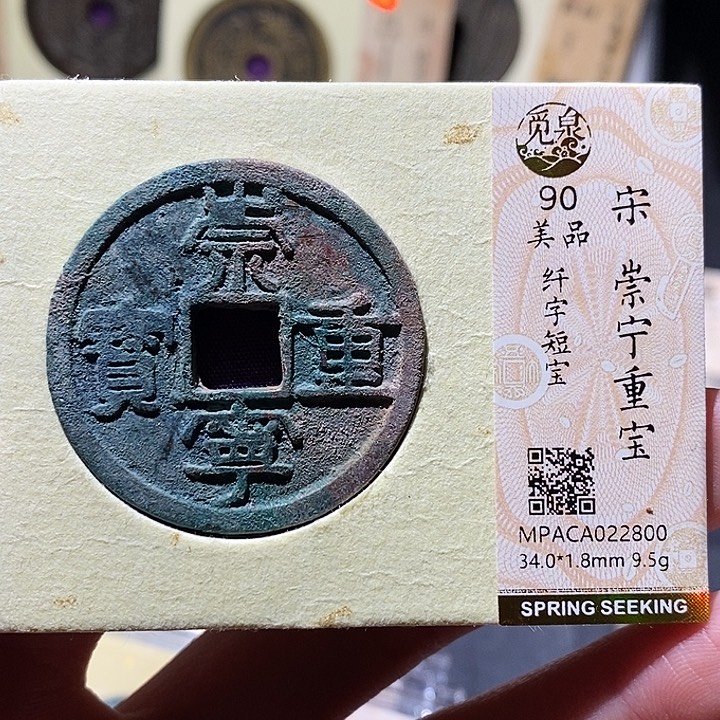 崇
重
寧
寶
觅泉
90
美品
宋 崇宁重宝
纤字短宝
MPACA022800
34.0*1.8mm 9.5g
SPRING SEEKING